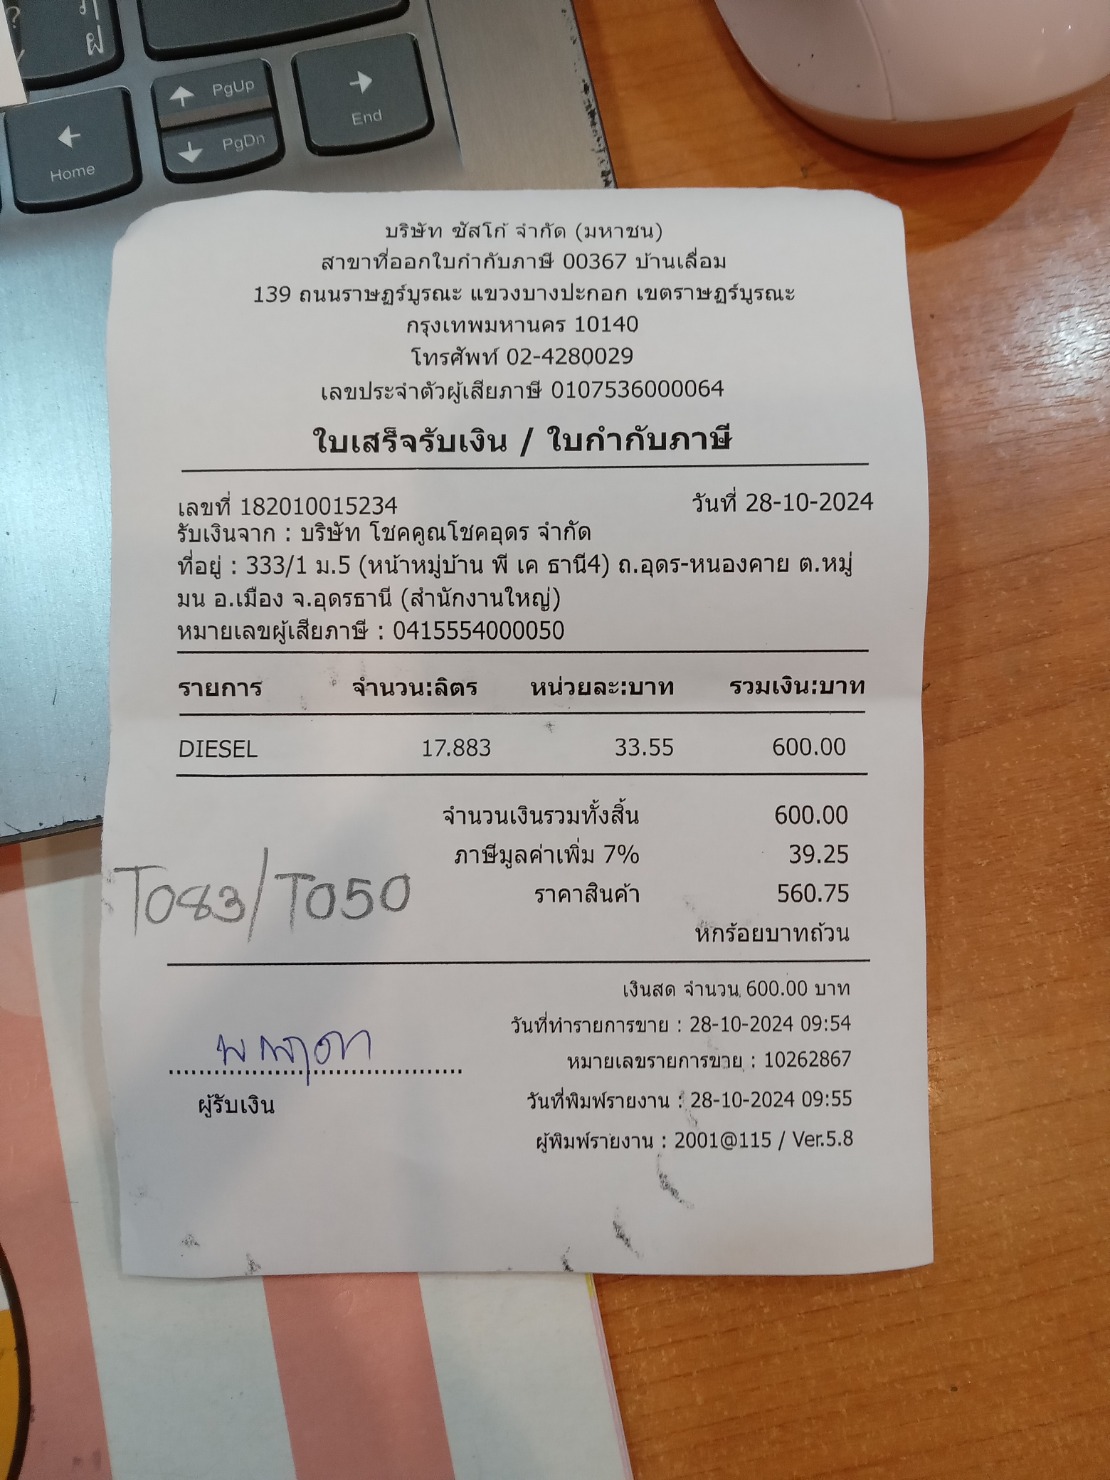 ? ฦ
/ ฝ
PgUp
Home
PgDn
End
บริษัท ซัสโก้ จำกัด (มหาชน)
สาขาที่ออกใบกำกับภาษี 00367 บ้านเลื่อม
139 ถนนราษฎร์บูรณะ แขวงบางปะกอก เขตราษฎร์บูรณะ
กรุงเทพมหานคร 10140
โทรศัพท์ 02-4280029
เลขประจำตัวผู้เสียภาษี 0107536000064
ใบเสร็จรับเงิน / ใบกำกับภาษี
เลขที่ 182010015234 วันที่ 28-10-2024
รับเงินจาก : บริษัท โชคคูณโชคอุดร จำกัด
ที่อยู่ : 333/1 ม.5 (หน้าหมู่บ้าน พี เค ธานี4) ถ.อุดร-หนองคาย ต.หมู่
มน อ.เมือง จ.อุดรธานี (สำนักงานใหญ่)
หมายเลขผู้เสียภาษี : 0415554000050
รายการ จำนวน:ลิตร หน่วยละ:บาท รวมเงิน:บาท
DIESEL 17.883 33.55 600.00
จำนวนเงินรวมทั้งสิ้น 600.00
ภาษีมูลค่าเพิ่ม 7% 39.25
ราคาสินค้า 560.75
T083/T050
หกร้อยบาทถ้วน
เงินสด จำนวน 600.00 บาท
วันที่ทำรายการขาย : 28-10-2024 09:54
หมายเลขรายการขาย : 10262867
วันที่พิมพ์รายงาน : 28-10-2024 09:55
ผู้รับเงิน
ผู้พิมพ์รายงาน : 2001@115 / Ver.5.8